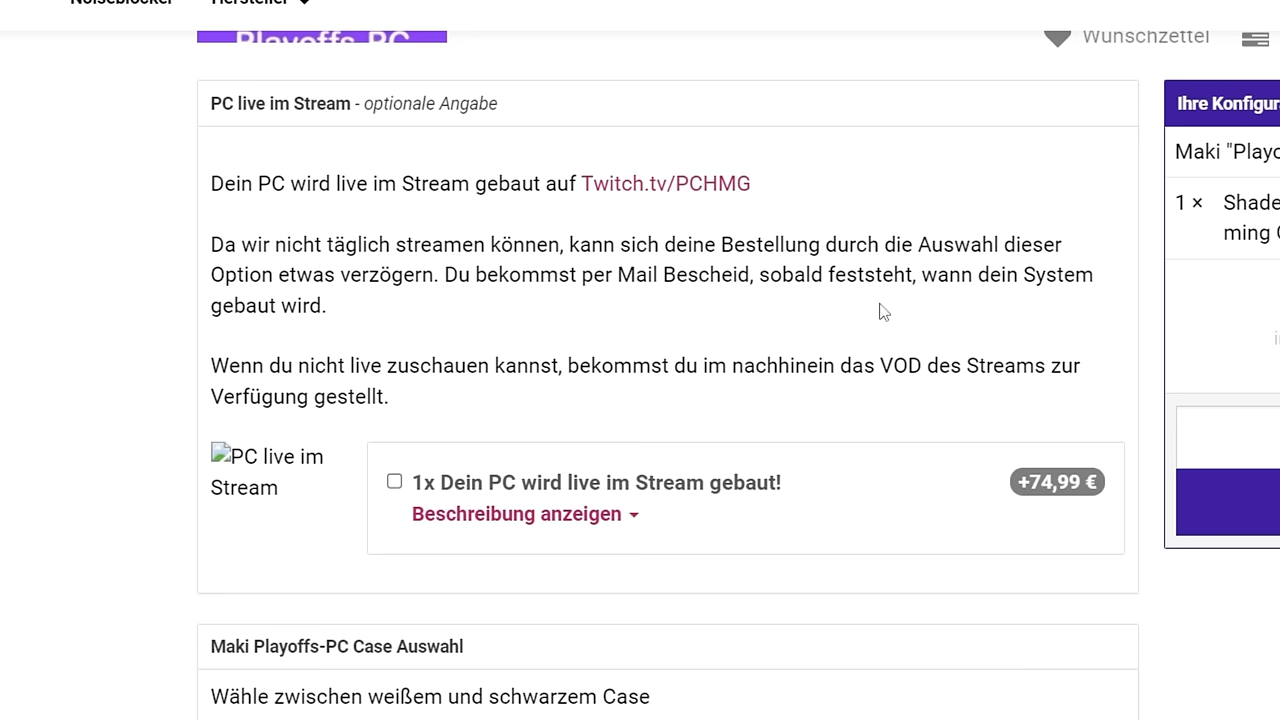 Noiseblocker Hersteller
Playoffs-PC
Wunschzettel
PC live im Stream - optionale Angabe
Dein PC wird live im Stream gebaut auf Twitch.tv/PCHMG
Da wir nicht täglich streamen können, kann sich deine Bestellung durch die Auswahl dieser
Option etwas verzögern. Du bekommst per Mail Bescheid, sobald feststeht, wann dein System
gebaut wird.
Wenn du nicht live zuschauen kannst, bekommst du im nachhinein das VOD des Streams zur
Verfügung gestellt.
PC live im
Stream
1x Dein PC wird live im Stream gebaut!
+74,99 €
Beschreibung anzeigen
Maki Playoffs-PC Case Auswahl
Wähle zwischen weißem und schwarzem Case
Ihre Konfigur
Maki "Playo
1 × Shade
ming